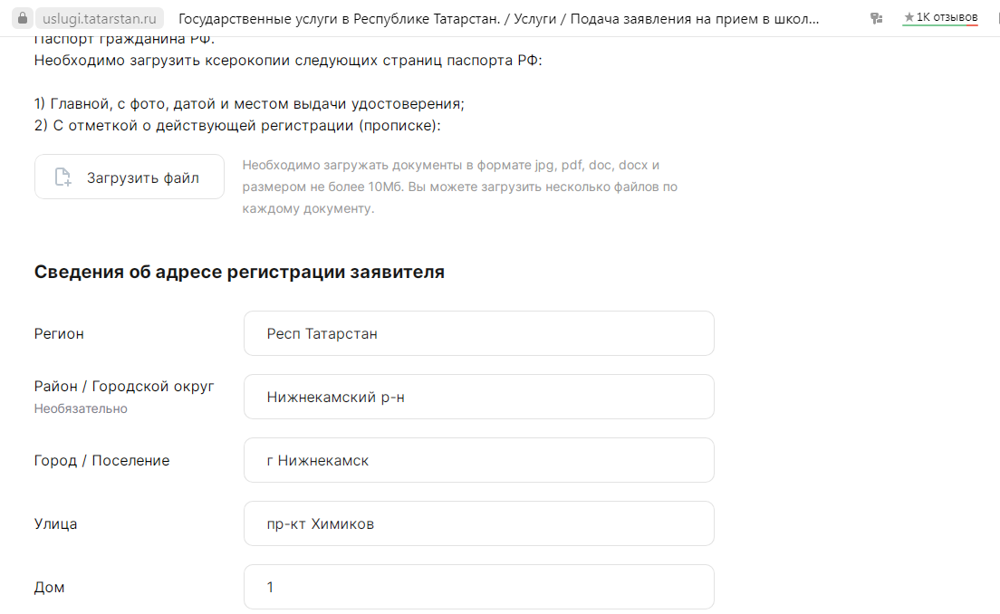 uslugi.tatarstan.ru Государственные услуги в Республике Татарстан. / Услуги / Подача заявления на прием в школ... ★ 1K отзывов
Паспорт гражданина РФ.
Необходимо загрузить ксерокопии следующих страниц паспорта РФ:
1) Главной, с фото, датой и местом выдачи удостоверения;
2) С отметкой о действующей регистрации (прописке):
Загрузить файл
Необходимо загружать документы в формате jpg, pdf, doc, docx и
размером не более 10Мб. Вы можете загрузить несколько файлов по
каждому документу.
Сведения об адресе регистрации заявителя
Регион
Респ Татарстан
Район / Городской округ
Необязательно
Нижнекамский р-н
Город / Поселение
г Нижнекамск
Улица
пр-кт Химиков
Дом
1